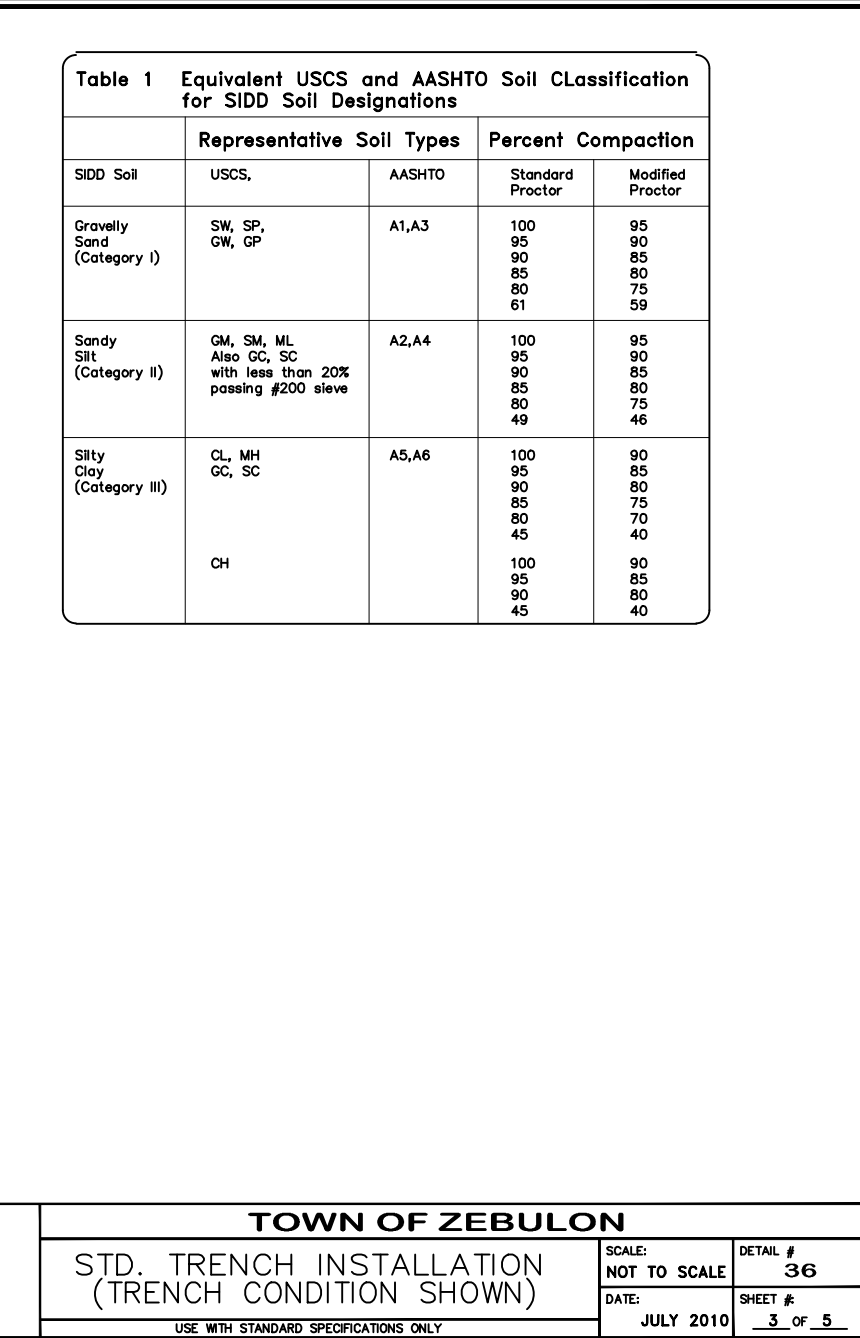 Table 1 Equivalent USCS and AASHTO Soil CLassification
for SIDD Soil Designations
Representative Soil Types Percent Compaction
SIDD Soil USCS, AASHTO Standard Modified
Proctor Proctor
Gravelly SW, SP, A1,A3 100 95
Sand GW, GP 95 90
(Category I) 90 85
85 80
80 75
61 59
Sandy GM, SM, ML A2,A4 100 95
Silt Also GC, SC 95 90
(Category II) with less than 20% 90 85
passing #200 sieve 85 80
80 75
49 46
Silty CL, MH A5,A6 100 90
Clay GC, SC 95 85
(Category III) 90 80
85 75
80 70
45 40
CH 100 90
95 85
90 80
45 40
TOWN OF ZEBULON
STD. TRENCH INSTALLATION
(TRENCH CONDITION SHOWN)
USE WITH STANDARD SPECIFICATIONS ONLY
SCALE:
NOT TO SCALE
DETAIL #
36
DATE:
JULY 2010
SHEET #:
3 OF 5